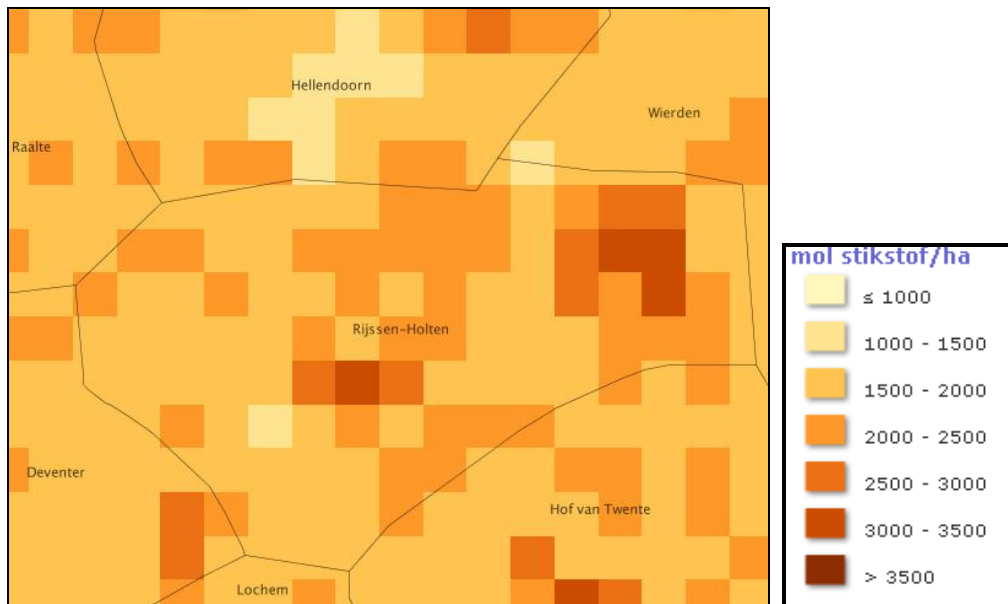 Hellendoorn
Wierden
Raalte
Rijssen-Holten
Deventer
Hof van Twente
Lochem
mol stikstof/ha
≤ 1000
1000 - 1500
1500 - 2000
2000 - 2500
2500 - 3000
3000 - 3500
> 3500